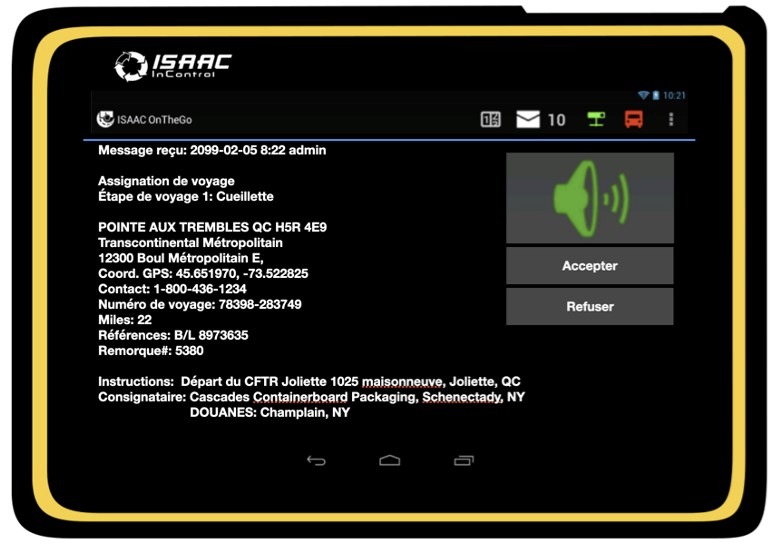 ISAAC
InControl
10:21
ISAAC OnTheGo
10
Message reçu: 2099-02-05 8:22 admin
Assignation de voyage
Étape de voyage 1: Cueillette
POINTE AUX TREMBLES QC H5R 4E9
Transcontinental Métropolitain
12300 Boul Métropolitain E,
Coord. GPS: 45.651970, -73.522825
Contact: 1-800-436-1234
Numéro de voyage: 78398-283749
Miles: 22
Références: B/L 8973635
Remorque#: 5380
Accepter
Refuser
Instructions: Départ du CFTR Joliette 1025 maisonneuve, Joliette, QC
Consignataire: Cascades Containerboard Packaging, Schenectady, NY
DOUANES: Champlain, NY